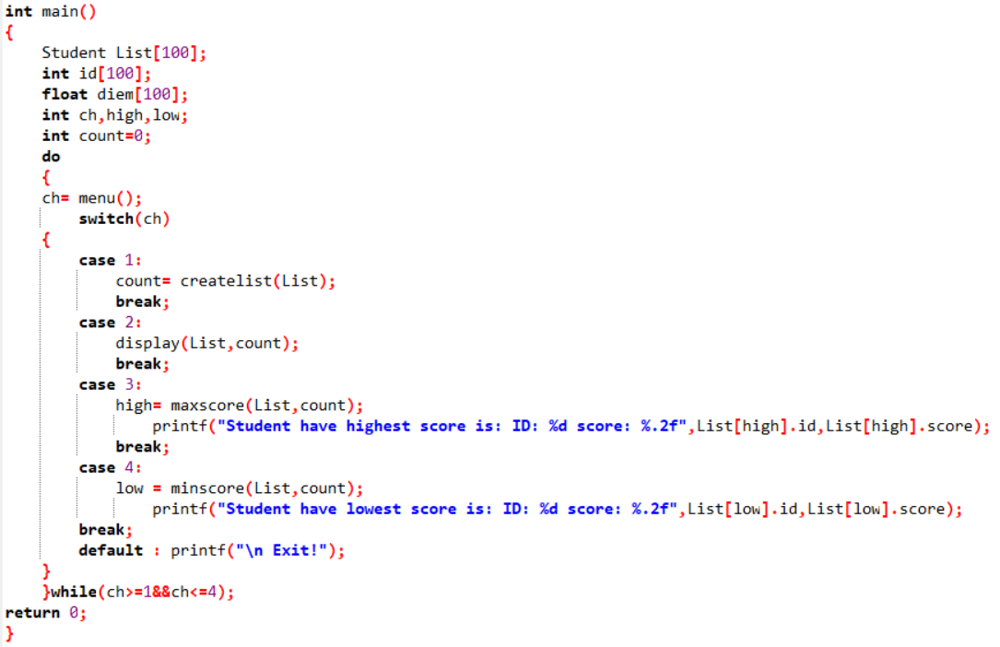 int main()
{
Student List[100];
int id[100];
float diem[100];
int ch,high,low;
int count=0;
do
{
ch= menu();
switch(ch)
{
case 1:
count= createlist(List);
break;
case 2:
display(List,count);
break;
case 3:
high= maxscore(List,count);
printf("Student have highest score is: ID: %d score: %.2f",List[high].id,List[high].score);
break;
case 4:
low = minscore(List,count);
printf("Student have lowest score is: ID: %d score: %.2f",List[low].id,List[low].score);
break;
default : printf("\n Exit!");
}
}while(ch>=1&&ch<=4);
return 0;
}